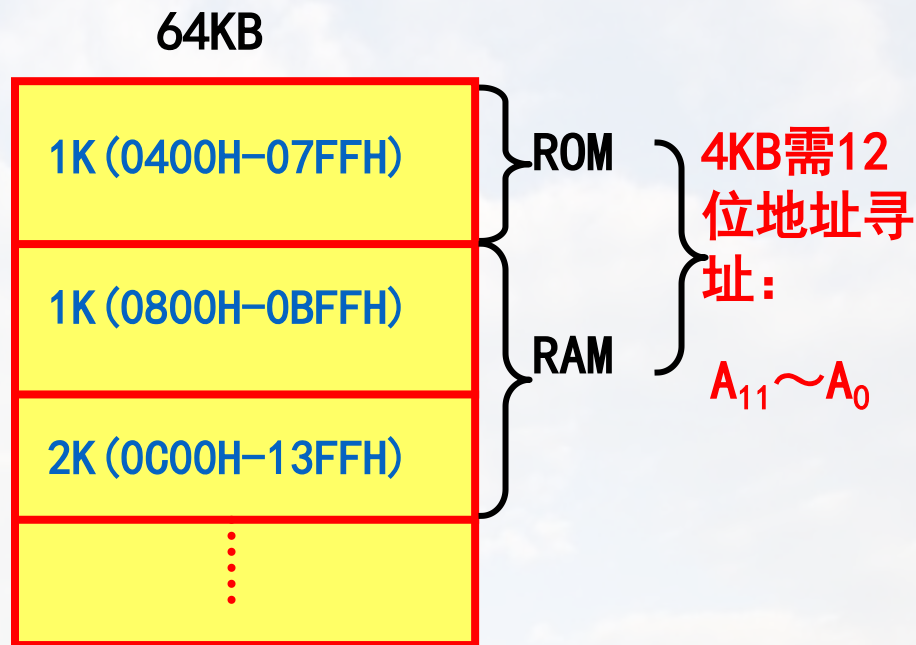 64KB
1K(0400H-07FFH)
ROM
1K(0800H-0BFFH)
RAM
2K(0C00H-13FFH)
4KB需12
位地址寻
址：
A₁₁～A₀